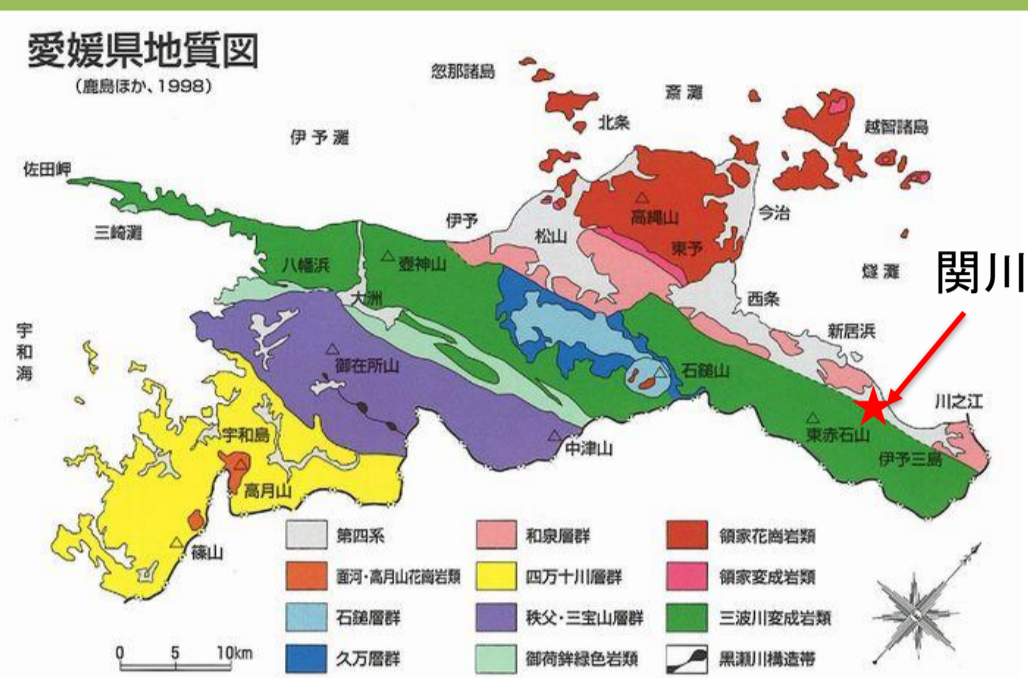 愛媛県地質図
(鹿島ほか、1998)
忽那諸島
斎灘
北条
越智諸島
伊予灘
佐田岬
高縄山
今治
伊予
三崎灘
松山
東予
八幡浜
壺神山
燧灘
関川
大洲
西条
宇和海
新居浜
御在所山
石鎚山
川之江
東赤石山
宇和島
中津山
伊予三島
高月山
篠山
第四系
和泉層群
領家花崗岩類
面河・高月山花崗岩類
四万十川層群
領家変成岩類
石鎚層群
秩父・三宝山層群
三波川変成岩類
久万層群
御荷鉾緑色岩類
黒瀬川構造帯
0 5 10km